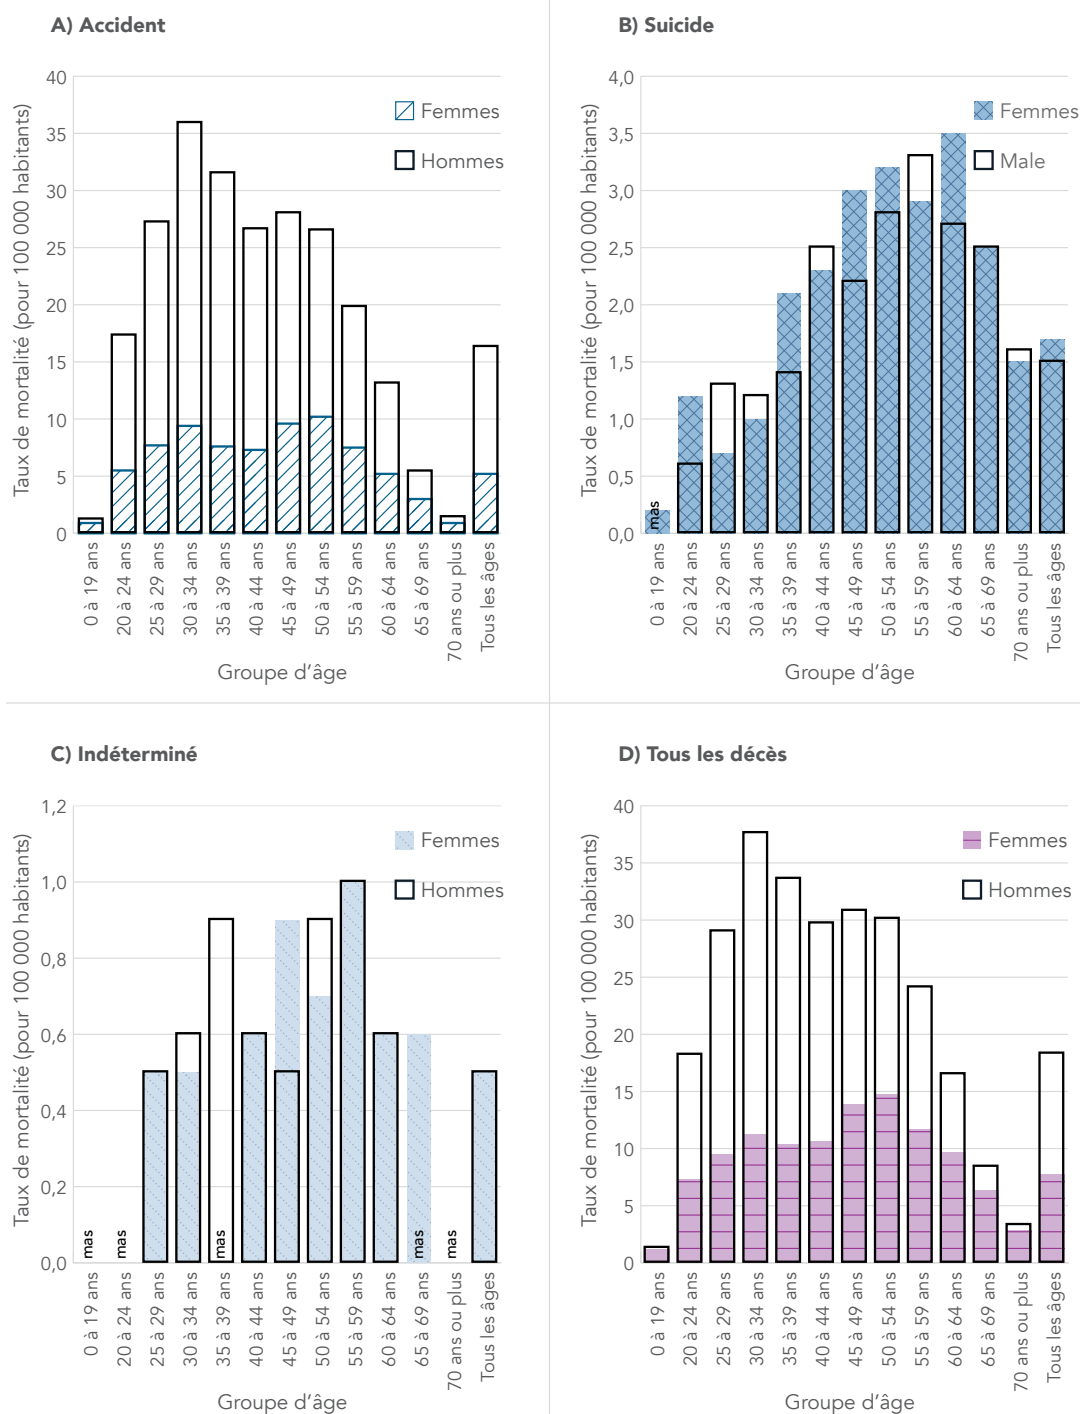 A) Accident
Taux de mortalité (pour 100 000 habitants)
40
35
30
25
20
15
10
5
0
Femmes
Hommes
0 à 19 ans
20 à 24 ans
25 à 29 ans
30 à 34 ans
35 à 39 ans
40 à 44 ans
45 à 49 ans
50 à 54 ans
55 à 59 ans
60 à 64 ans
65 à 69 ans
70 ans ou plus
Tous les âges
Groupe d’âge
B) Suicide
Taux de mortalité (pour 100 000 habitants)
4,0
3,5
3,0
2,5
2,0
1,5
1,0
0,5
0,0
Femmes
Male
mas
0 à 19 ans
20 à 24 ans
25 à 29 ans
30 à 34 ans
35 à 39 ans
40 à 44 ans
45 à 49 ans
50 à 54 ans
55 à 59 ans
60 à 64 ans
65 à 69 ans
70 ans ou plus
Tous les âges
Groupe d’âge
C) Indéterminé
Taux de mortalité (pour 100 000 habitants)
1,2
1,0
0,8
0,6
0,4
0,2
0,0
Femmes
Hommes
mas
mas
mas
mas
mas
0 à 19 ans
20 à 24 ans
25 à 29 ans
30 à 34 ans
35 à 39 ans
40 à 44 ans
45 à 49 ans
50 à 54 ans
55 à 59 ans
60 à 64 ans
65 à 69 ans
70 ans ou plus
Tous les âges
Groupe d’âge
D) Tous les décès
Taux de mortalité (pour 100 000 habitants)
40
35
30
25
20
15
10
5
0
Femmes
Hommes
0 à 19 ans
20 à 24 ans
25 à 29 ans
30 à 34 ans
35 à 39 ans
40 à 44 ans
45 à 49 ans
50 à 54 ans
55 à 59 ans
60 à 64 ans
65 à 69 ans
70 ans ou plus
Tous les âges
Groupe d’âge